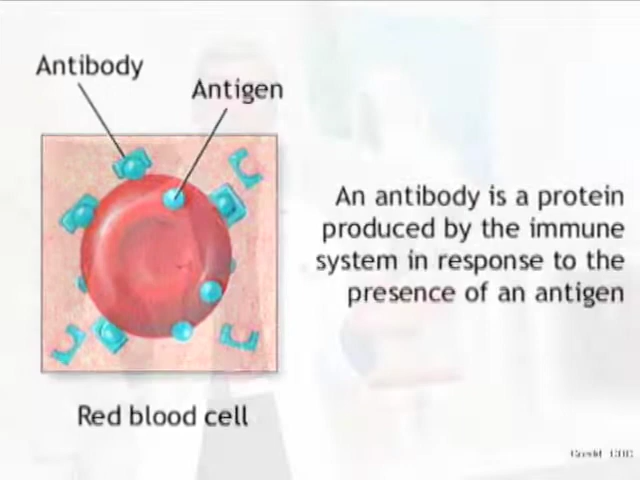 Antibody
Antigen
An antibody is a protein
produced by the immune
system in response to the
presence of an antigen
Red blood cell